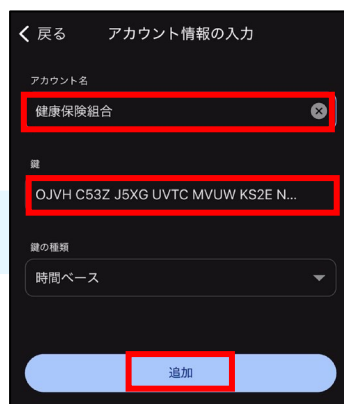 戻る アカウント情報の入力
アカウント名
健康保険組合
鍵
OJVH C53Z J5XG UVTC MVUW KS2E N...
鍵の種類
時間ベース
追加